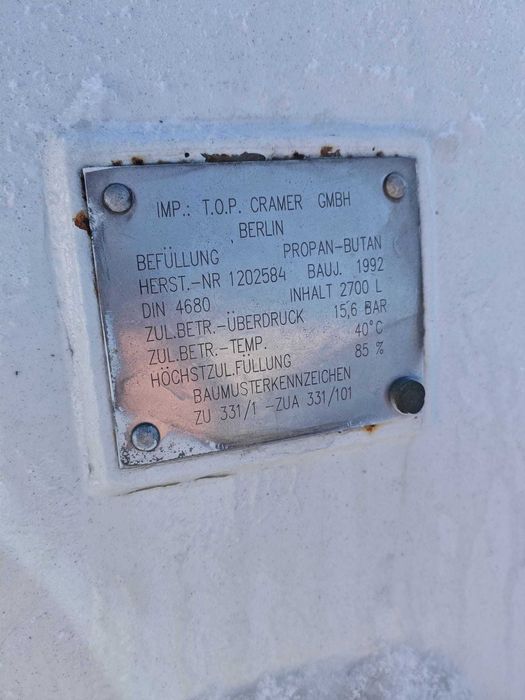 IMP.: T.O.P. CRAMER GMBH
BERLIN
BEFÜLLUNG PROPAN-BUTAN
HERST.-NR 1202584 BAUJ. 1992
DIN 4680 INHALT 2700 L
ZUL.BETR.-ÜBERDRUCK 15,6 BAR
ZUL.BETR.-TEMP. 40°C
HÖCHSTZUL.FÜLLUNG 85 %
BAUMUSTERKENNZEICHEN
ZU 331/1 -ZUA 331/101